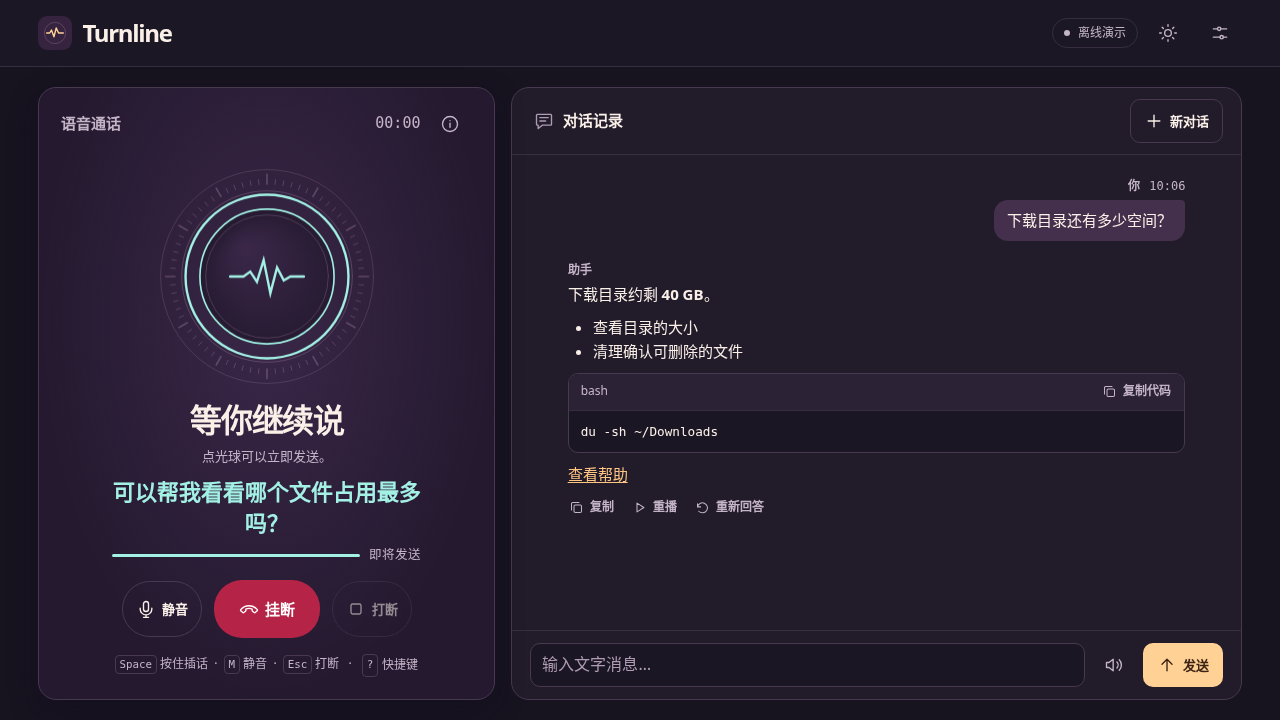 Turnline
离线演示
语音通话
00:00
等你继续说
点光球可以立即发送。
可以帮我看看哪个文件占用最多
吗?
即将发送
静音
挂断
打断
Space 按住插话 · M 静音 · Esc 打断 · ? 快捷键
对话记录
新对话
你 10:06
下载目录还有多少空间?
助手
下载目录约剩 40 GB。
• 查看目录的大小
• 清理确认可删除的文件
bash
复制代码
du -sh ~/Downloads
查看帮助
复制
重播
重新回答
输入文字消息...
发送